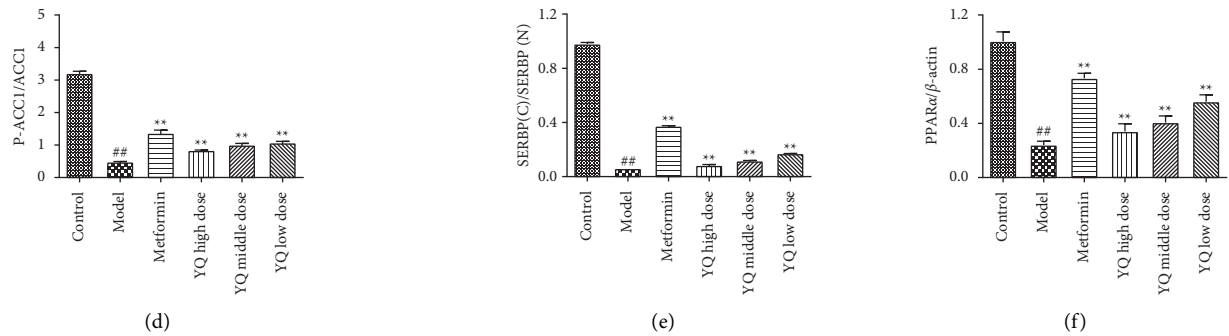 P-ACC1/ACC1
5
4
3
2
1
0
##
**
**
**
**
Control
Model
Metformin
YQ high dose
YQ middle dose
YQ low dose
(d)
SERBP(C)/SERBP (N)
1.2
0.8
0.4
0.0
##
**
**
**
**
Control
Model
Metformin
YQ high dose
YQ middle dose
YQ low dose
(e)
PPARα/β-actin
1.2
0.8
0.4
0.0
##
**
**
**
**
Control
Model
Metformin
YQ high dose
YQ middle dose
YQ low dose
(f)